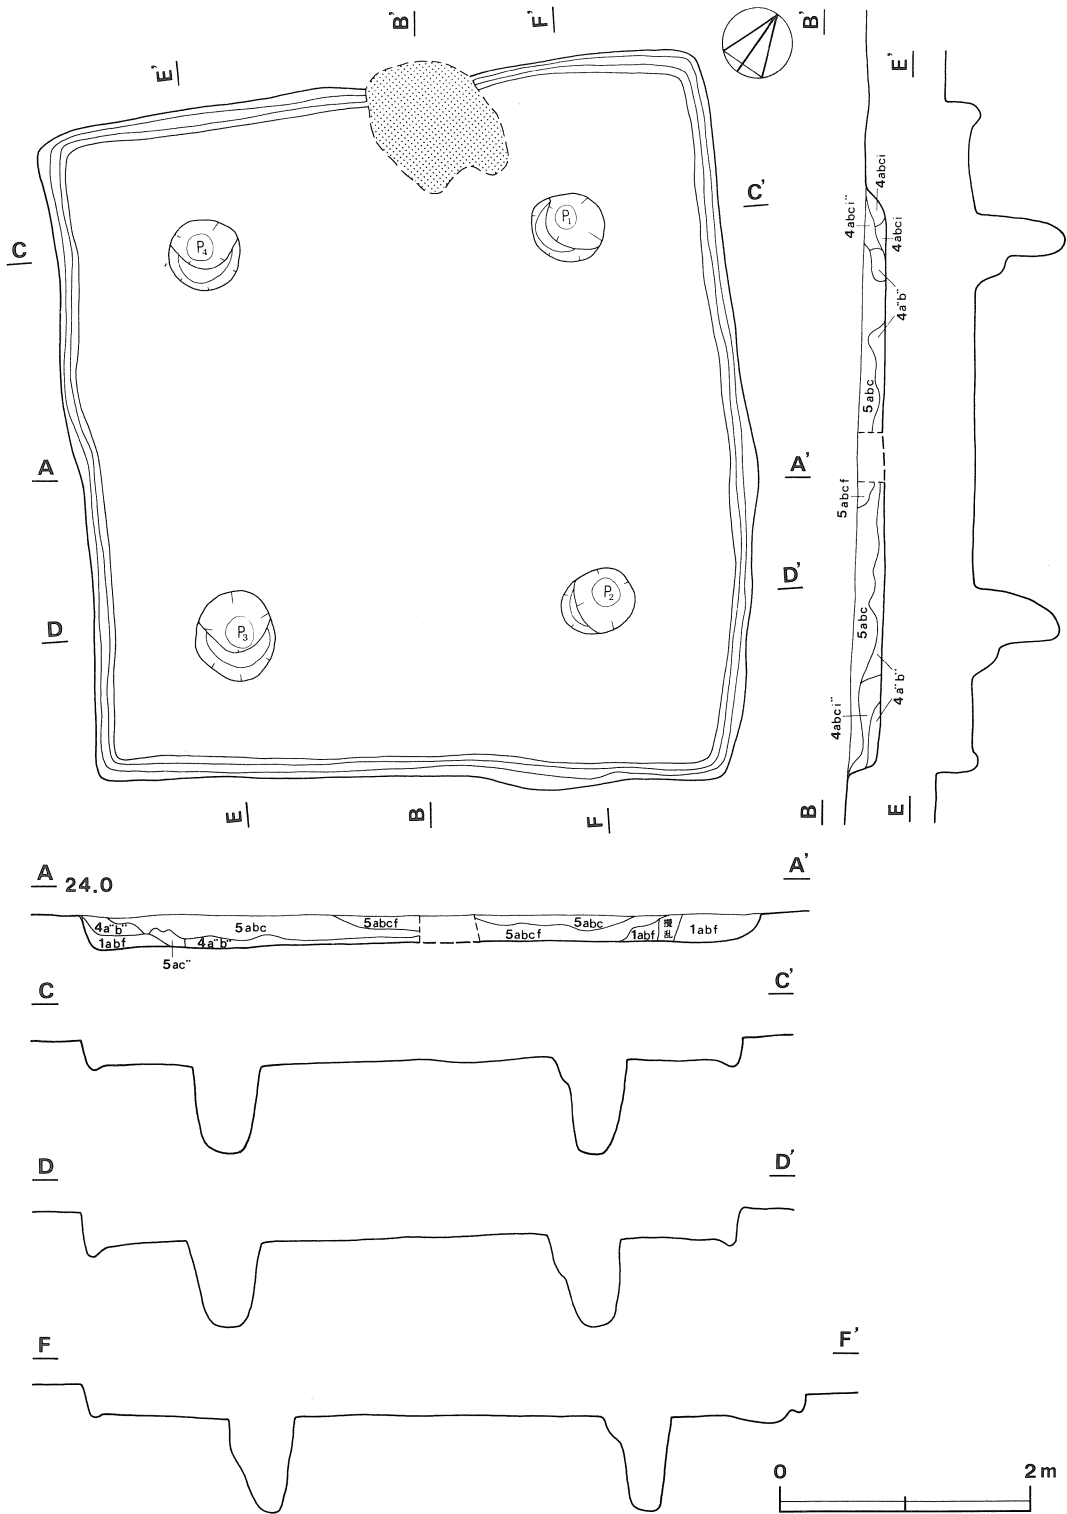 B'
F'
B'
E'
E'
C'
C
P1
P4
4abci
4abci¨
4abci
4a¨b¨
5abc
A
A'
5abcf
D'
D
P2
P3
5abc
4a¨b¨
4abci¨
E
B
F
B
E
A 24.0
A'
4a¨b¨
5abc
5abcf
5abc
1abf
4a¨b¨
5abcf
1abf
攪乱
1abf
5ac¨
C
C'
D
D'
F
F'
0
2m